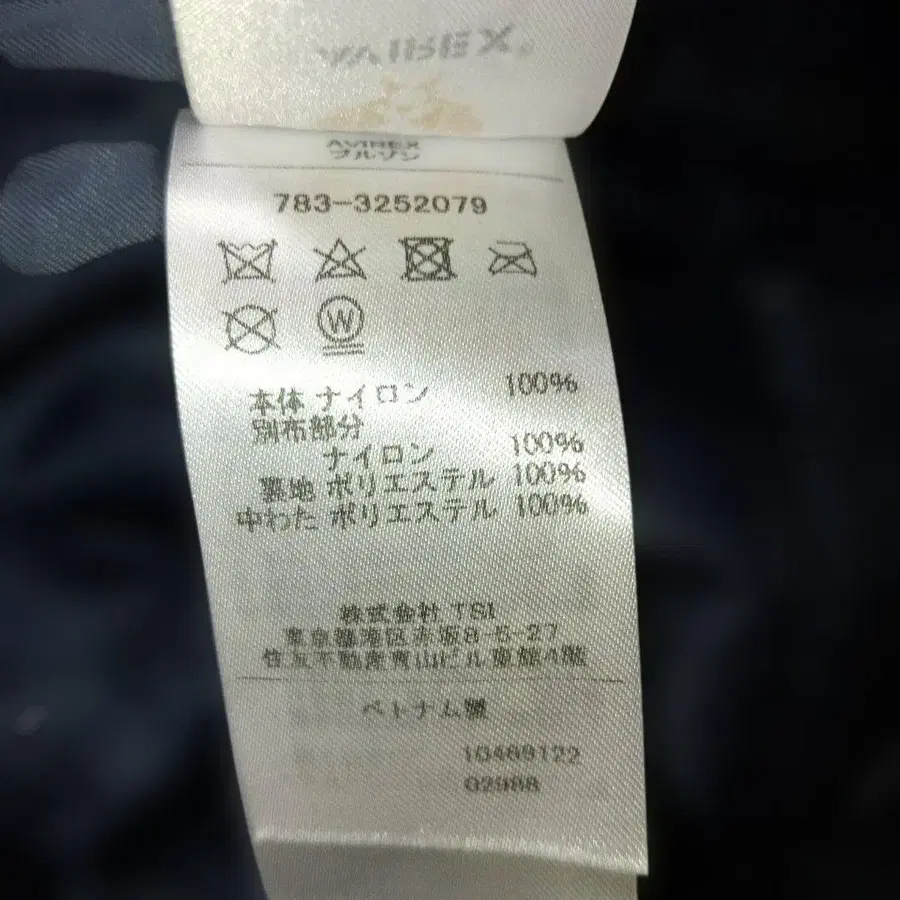 AVIREX
ブルゾン
783-3252079
W
本体 ナイロン 100%
別布部分
ナイロン 100%
裏地 ポリエステル 100%
中わた ポリエステル 100%
株式会社 TSI
東京都港区赤坂8-5-27
住友不動産青山ビル東館4階
ベトナム製
10469122
02988